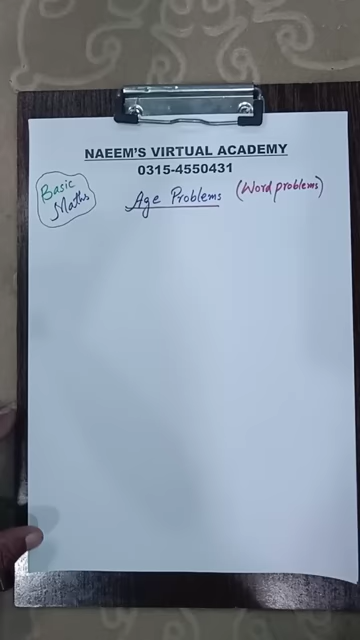 NAEEM'S VIRTUAL ACADEMY
0315-4550431
Basic
Maths
Age Problems (Word problems)